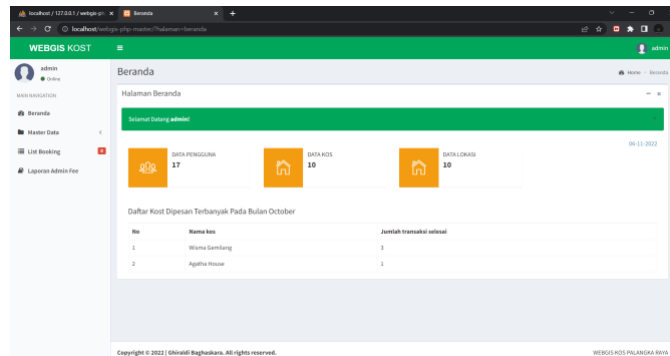 localhost / 127.0.0.1 / webgis-ph
Beranda
localhost/webgis-php-master/?halaman=beranda
WEBGIS KOST
admin
admin
Online
Beranda
Home
Beranda
MAIN NAVIGATION
Beranda
Master Data
List Booking
Laporan Admin Fee
Halaman Beranda
Selamat Datang admin!
06-11-2022
DATA PENGGUNA
17
DATA KOS
10
DATA LOKASI
10
Daftar Kost Dipesan Terbanyak Pada Bulan October
No Nama kos Jumlah transaksi selesai
1 Wisma Gemilang 3
2 Agatha House 1
Copyright © 2022 | Ghiraldi Baghaskara. All rights reserved.
WEBGIS KOS PALANGKA RAYA